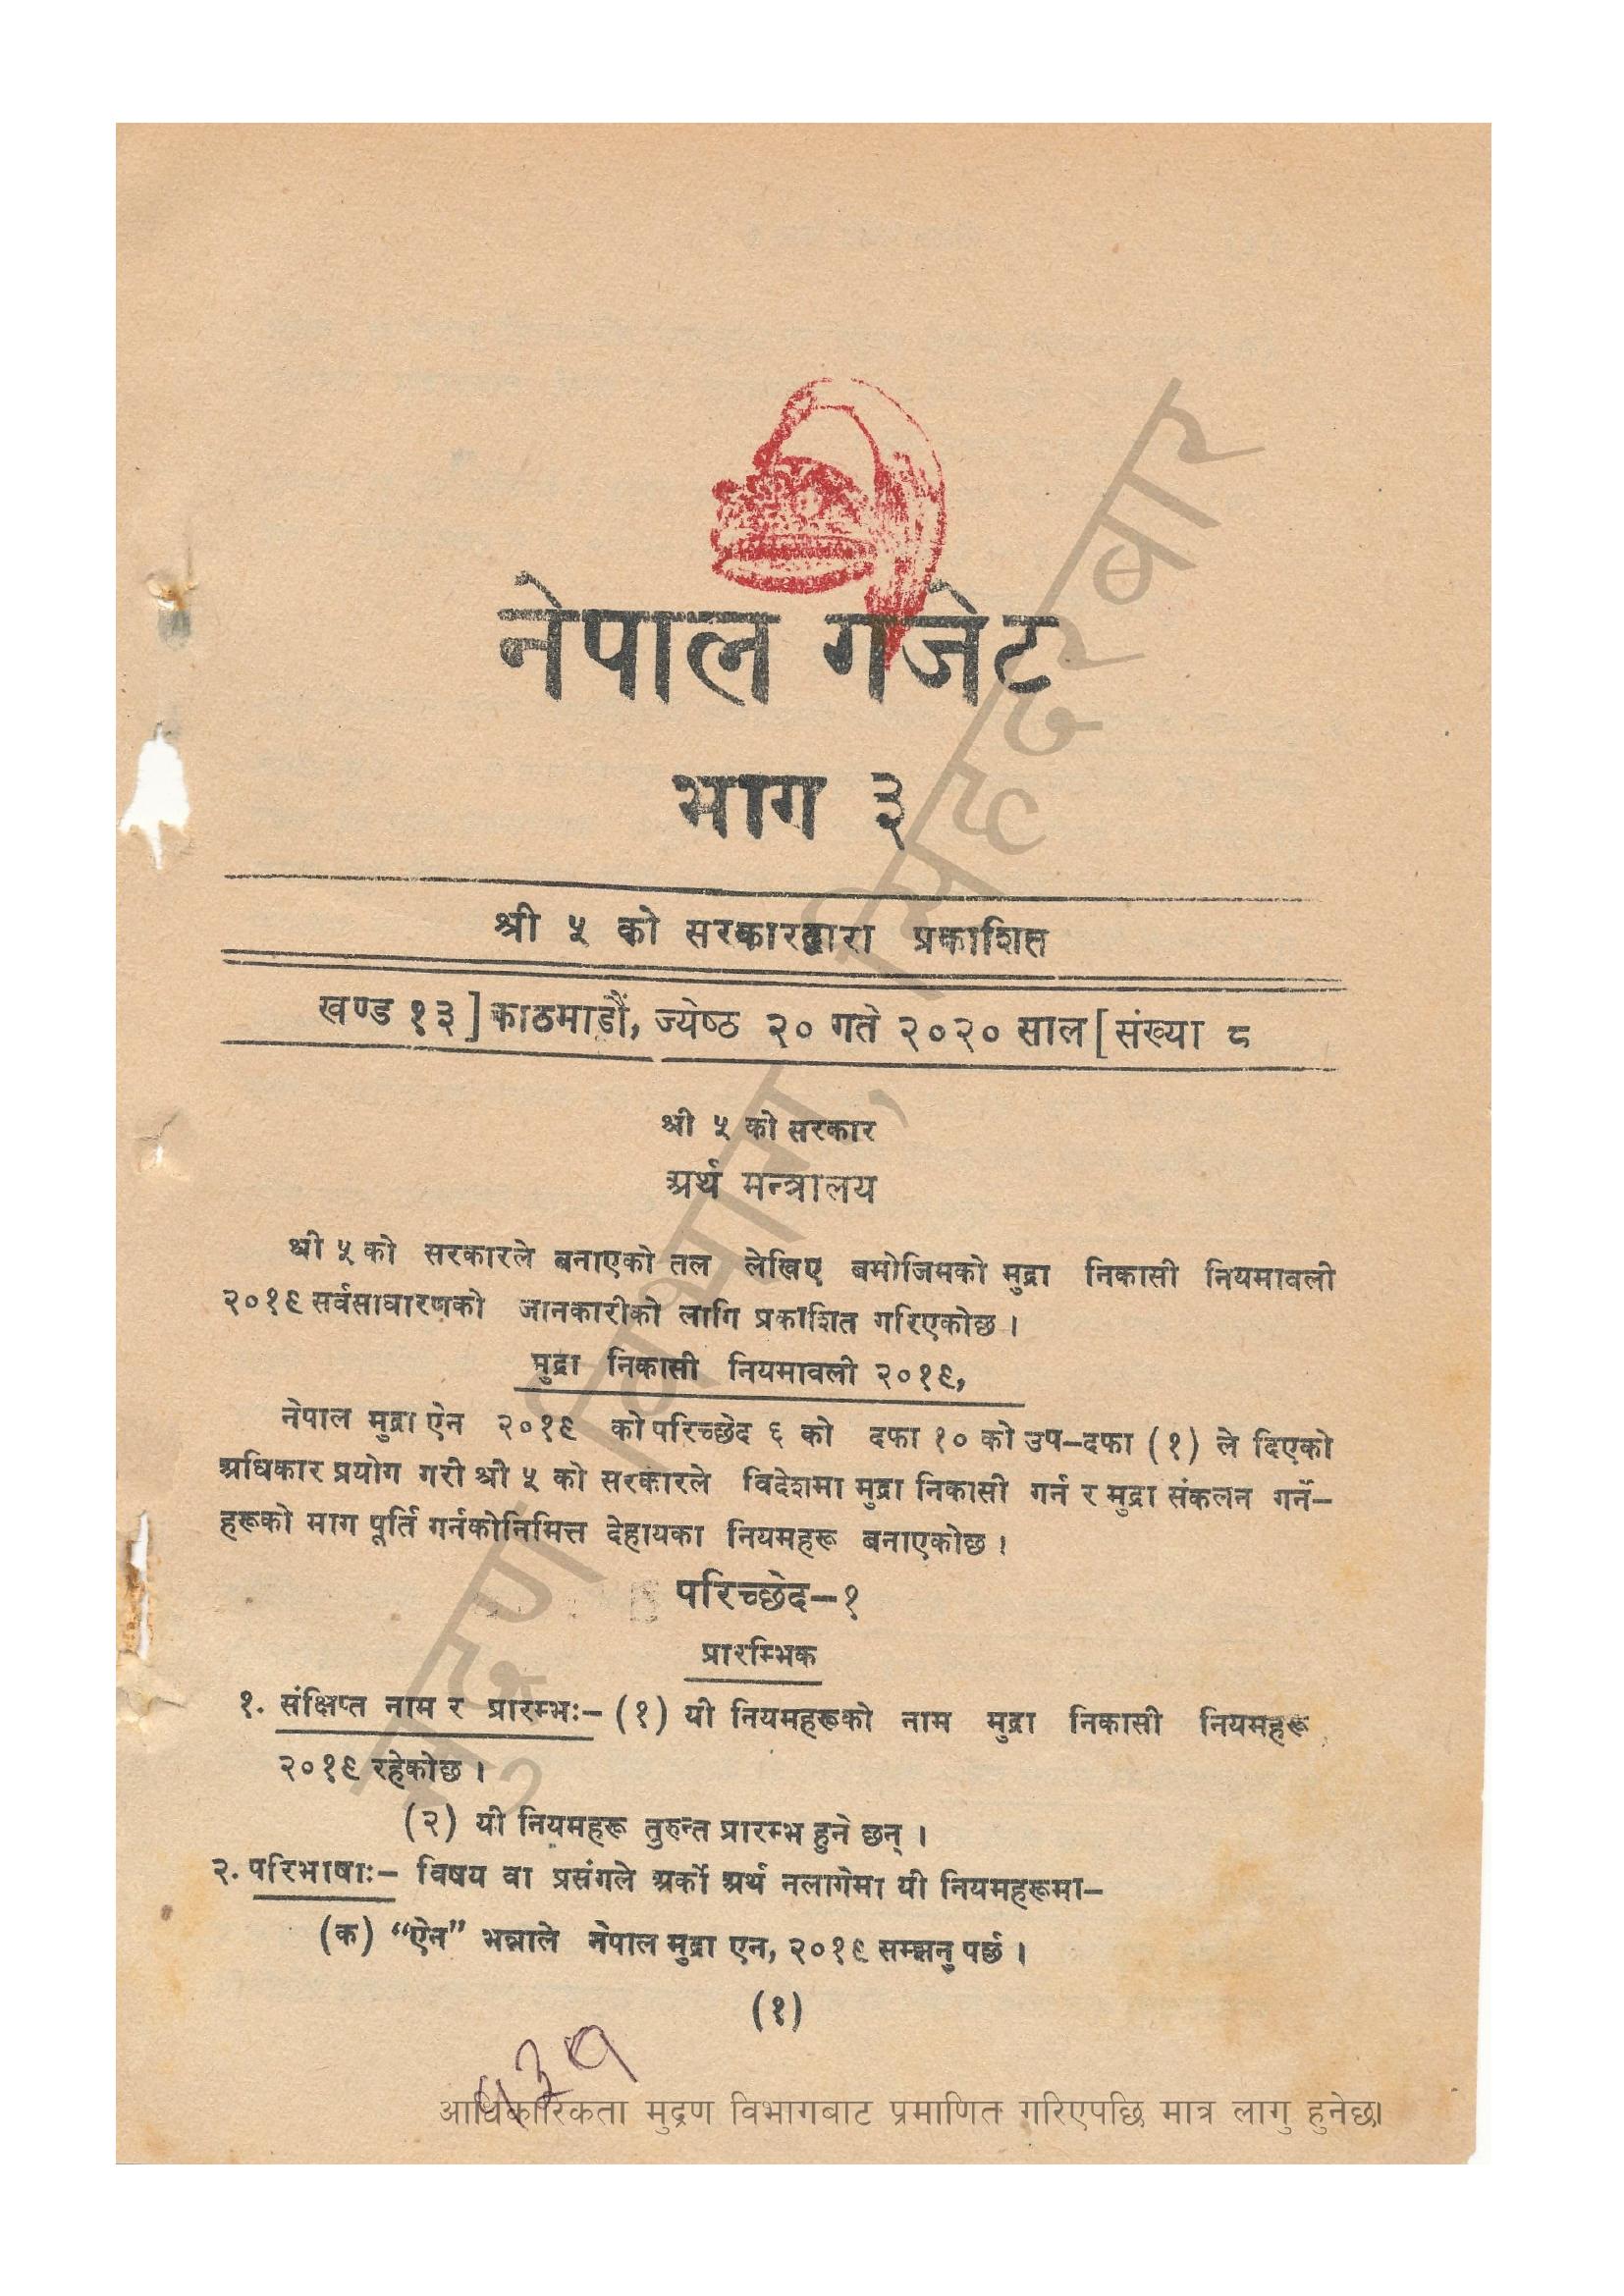 नेपाल गजेट
भाग ३
श्री ५ को सरकारद्वारा प्रकाशित
खण्ड १३] काठमाडौं, ज्येष्ठ २० गते २०२० साल [संख्या ८
श्री ५ को सरकार
अर्थ मन्त्रालय
श्री ५ को सरकारले बनाएको तल लेखिए बमोजिमको मुद्रा निकासी नियमावली
२०१९ सर्वसाधारणको जानकारीको लागि प्रकाशित गरिएकोछ ।
मुद्रा निकासी नियमावली २०१९,
नेपाल मुद्रा ऐन २०१९ को परिच्छेद ६ को दफा १० को उप-दफा (१) ले दिएको
अधिकार प्रयोग गरी श्री ५ को सरकारले विदेशमा मुद्रा निकासी गर्न र मुद्रा संकलन गर्ने-
हरूको माग पूर्ति गर्नकोनिमित्त देहायका नियमहरू बनाएकोछ ।
परिच्छेद-१
प्रारम्भिक
१. संक्षिप्त नाम र प्रारम्भः- (१) यी नियमहरूको नाम मुद्रा निकासी नियमहरू
२०१९ रहेकोछ ।
(२) यी नियमहरू तुरुन्त प्रारम्भ हुने छन् ।
२. परिभाषाः- विषय वा प्रसंगले अर्को अर्थ नलागेमा यी नियमहरूमा-
(क) “ऐन” भन्नाले नेपाल मुद्रा एन, २०१९ सम्झनु पर्छ ।
(१)
१३१
आधिकारिकता मुद्रण विभागबाट प्रमाणित गरिएपछि मात्र लागु हुनेछ।
मुद्रण विभाग, सिंहदरबार